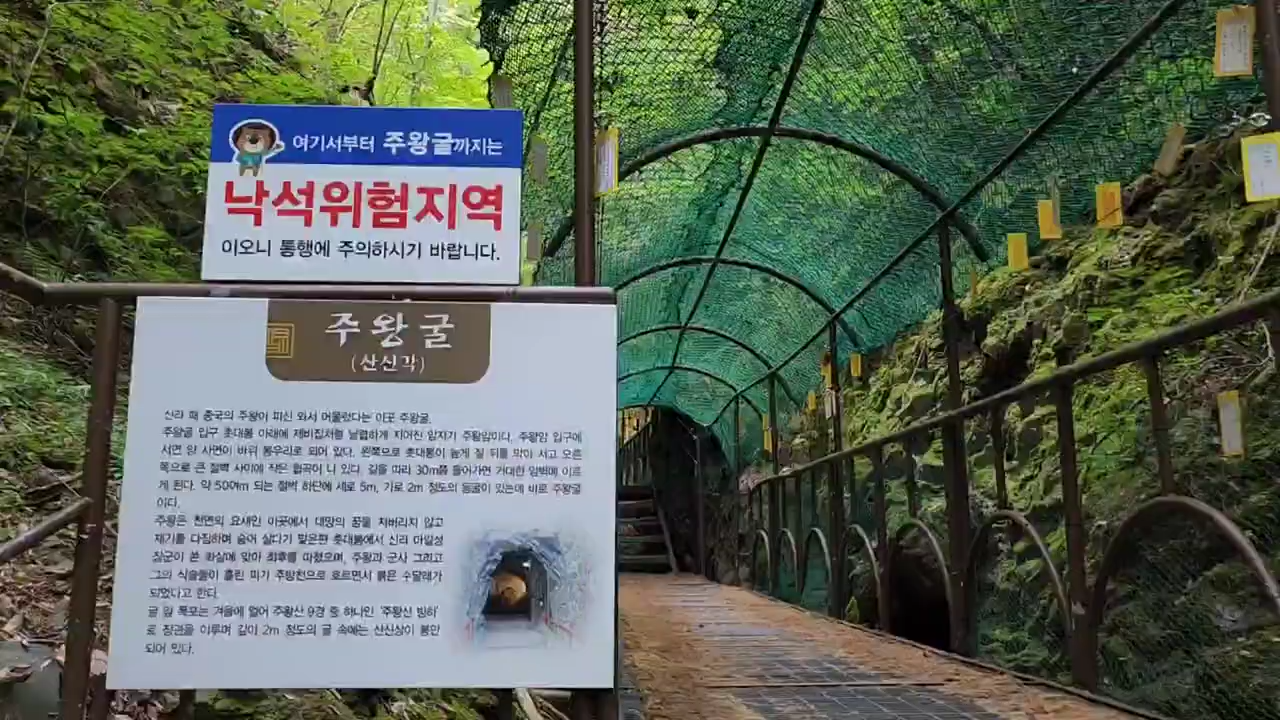 여기서부터 주왕굴까지는
낙석위험지역
이오니 통행에 주의하시기 바랍니다.
주왕굴
(산신각)
신라 때 중국의 주왕이 피신 와서 머물렀다는 이곳 주왕굴.
주왕굴 입구 촛대봉 아래에 제비집처럼 날렵하게 지어진 암자가 주왕암이다. 주왕암 입구에
서면 앞 사면이 바위 봉우리로 되어 있다. 왼쪽으로 촛대봉이 높게 질 뒤를 막아 서고 오른
쪽으로 큰 절벽 사이에 작은 협곡이 나 있다. 길을 따라 30m쯤 들어가면 거대한 암벽에 이르
게 된다. 약 50여m 되는 절벽 하단에 세로 5m, 가로 2m 정도의 동굴이 있는데 바로 주왕굴
이다.
주왕은 천연의 요새인 이곳에서 대망의 꿈을 저버리지 않고
재기를 다짐하며 숨어 살다가 맞은편 촛대봉에서 신라 마일성
장군이 쏜 화살에 맞아 최후를 마쳤으며, 주왕과 군사 그리고
그의 식솔들이 흘린 피가 주방천으로 흐르면서 붉은 수달래가
되었다고 한다.
굴 앞 폭포는 겨울에 얼어 주왕산 9경 중 하나인 '주왕산 빙하'
로 장관을 이루며 깊이 2m 정도의 굴 속에는 산신상이 봉안
되어 있다.